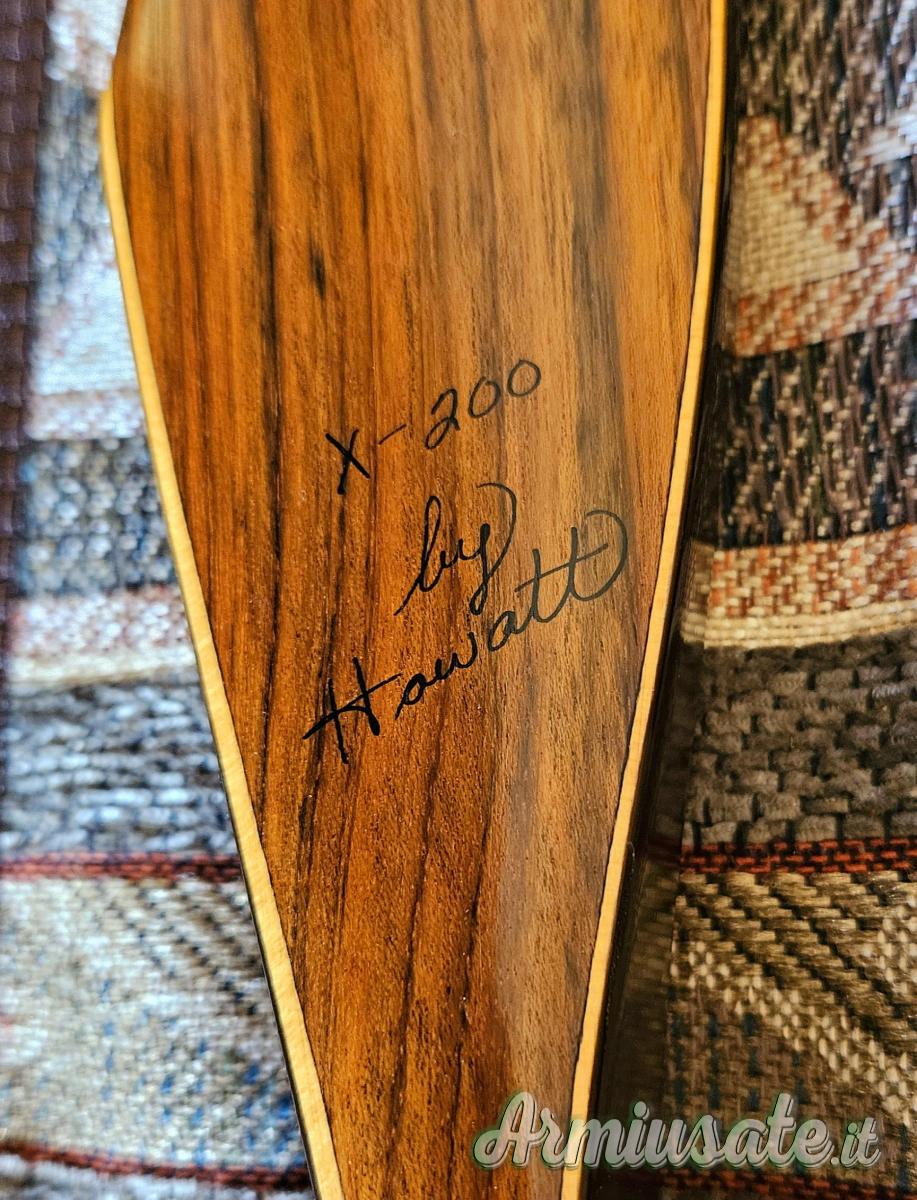 X-200
by
Howatt
Armiusate.it